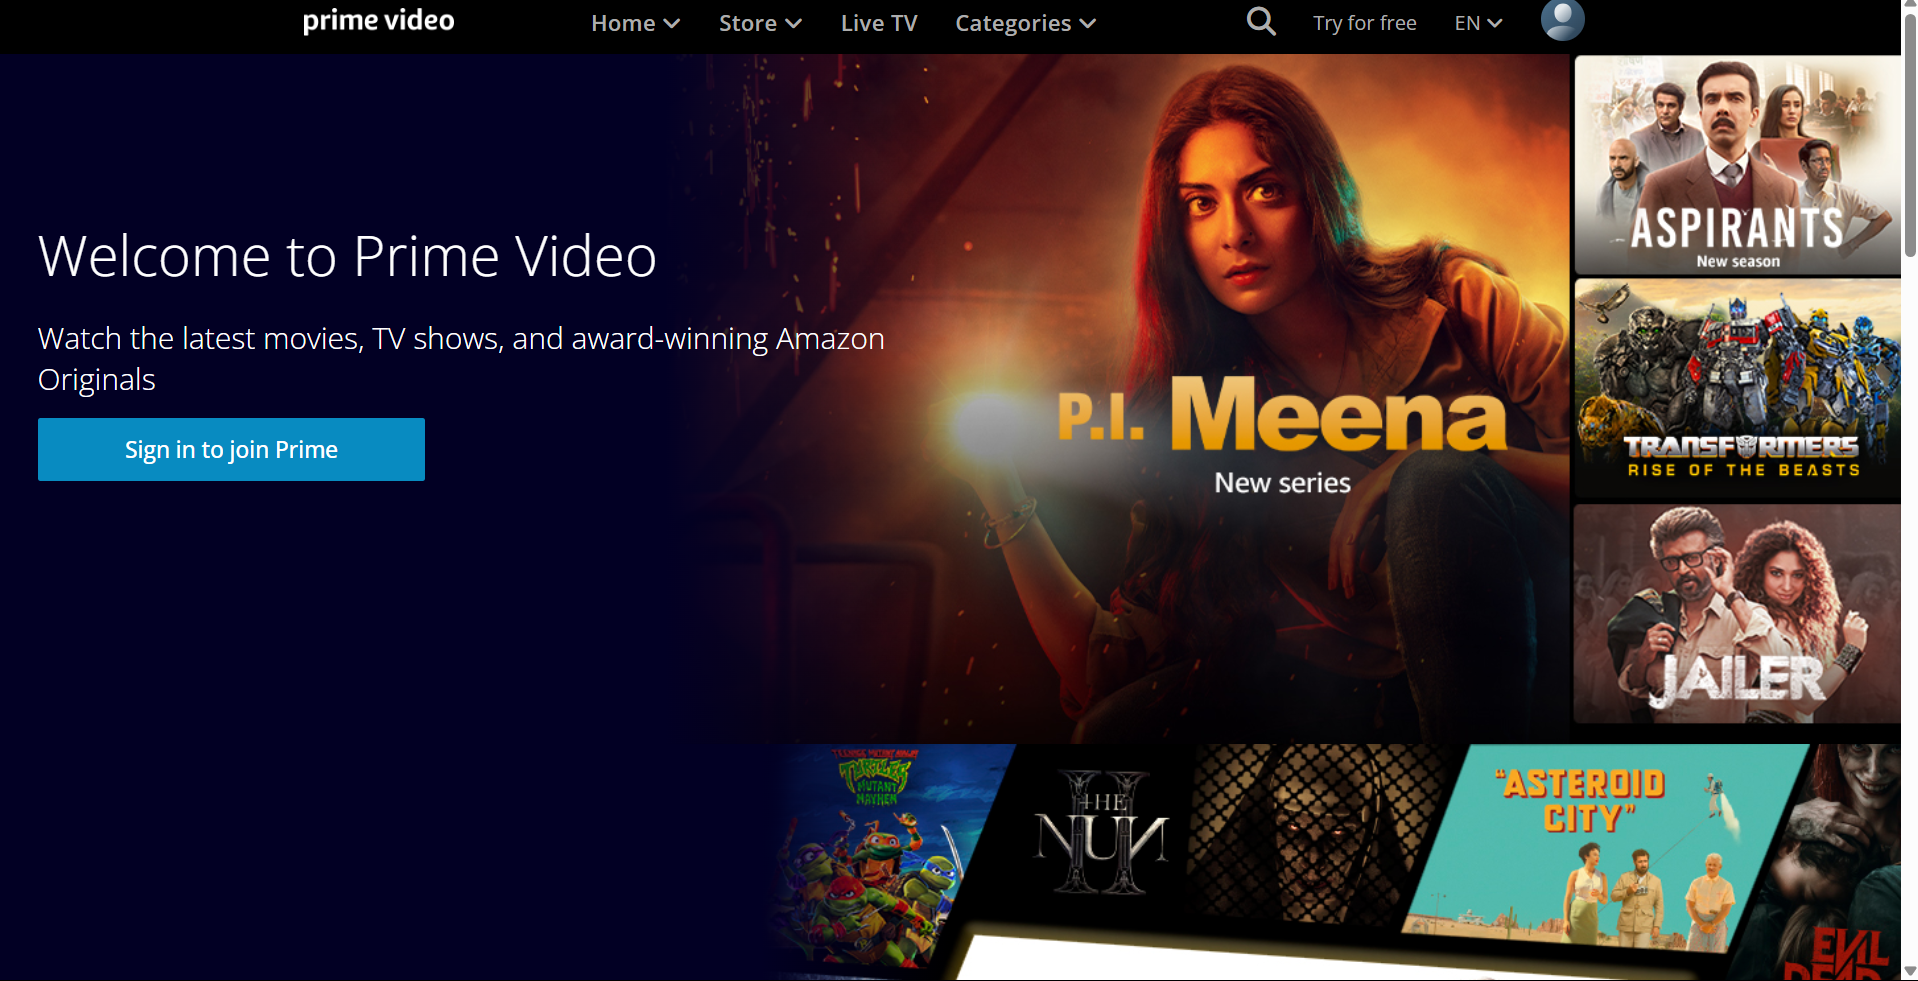 prime video
Home
Store
Live TV
Categories
Try for free
EN
Welcome to Prime Video
Watch the latest movies, TV shows, and award-winning Amazon
Originals
Sign in to join Prime
P.I. Meena
New series
ASPIRANTS
New season
TRANSFORMERS
RISE OF THE BEASTS
JAILER
TEENAGE MUTANT NINJA
TURTLES
MUTANT
MAYHEM
THE
NUN
II
"ASTEROID
CITY"
EVIL
DEAD